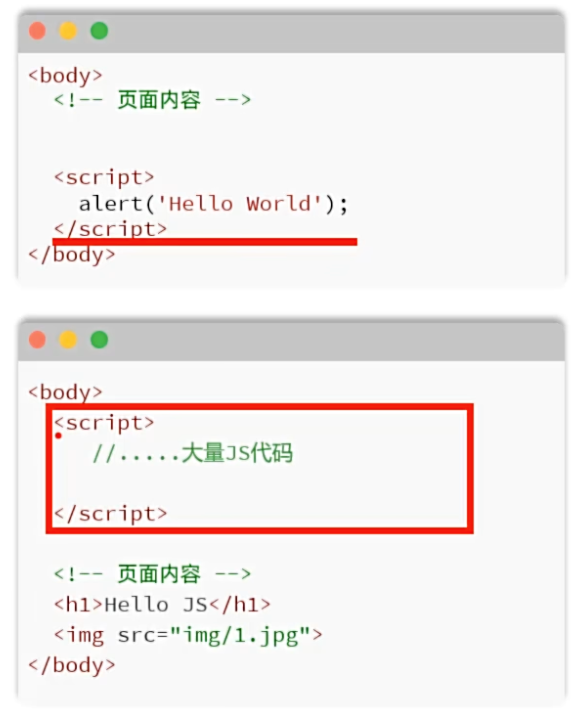 <body>
<!-- 页面内容 -->
<script>
alert('Hello World');
</script>
</body>
<body>
<script>
//.....大量JS代码
</script>
<!-- 页面内容 -->
<h1>Hello JS</h1>
<img src="img/1.jpg">
</body>